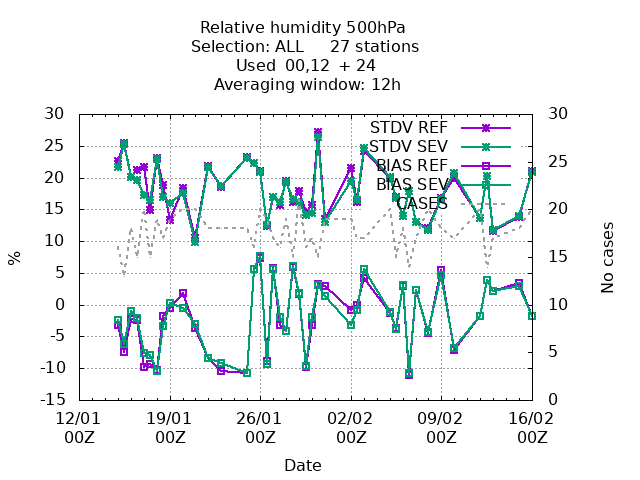 Relative humidity 500hPa
Selection: ALL 27 stations
Used 00,12 + 24
Averaging window: 12h
30 30
STDV REF
25 25
STDV SEV
BIAS REF
20 20
BIAS SEV
CASES
15
10 15
5
0 10
-5
-10 5
-15 0
% No cases
12/01 19/01 26/01 02/02 09/02 16/02
00Z 00Z 00Z 00Z 00Z 00Z
Date